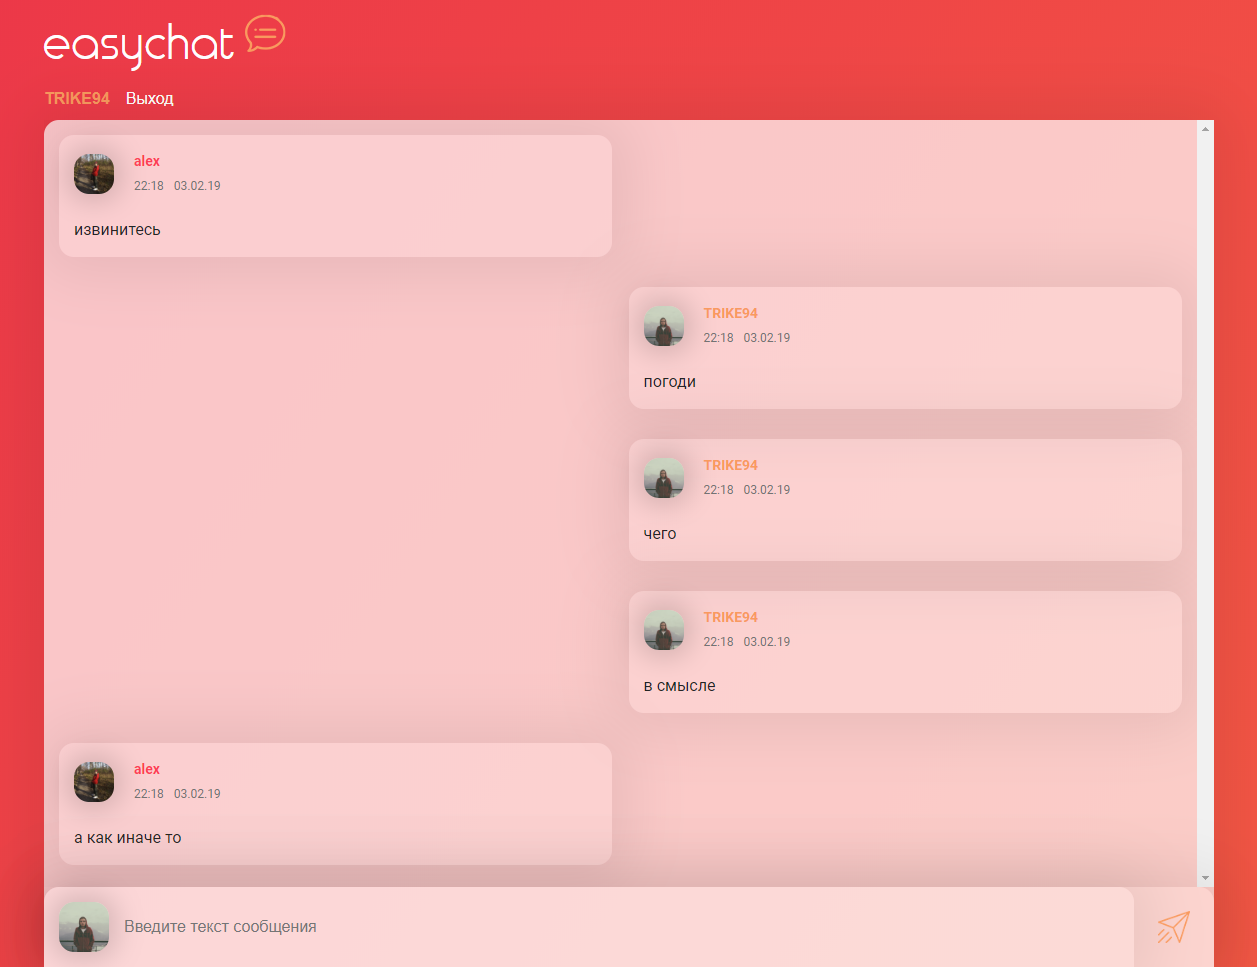 easychat
TRIKE94 Выход
alex
22:18 03.02.19
извинитесь
TRIKE94
22:18 03.02.19
погоди
TRIKE94
22:18 03.02.19
чего
TRIKE94
22:18 03.02.19
в смысле
alex
22:18 03.02.19
а как иначе то
Введите текст сообщения